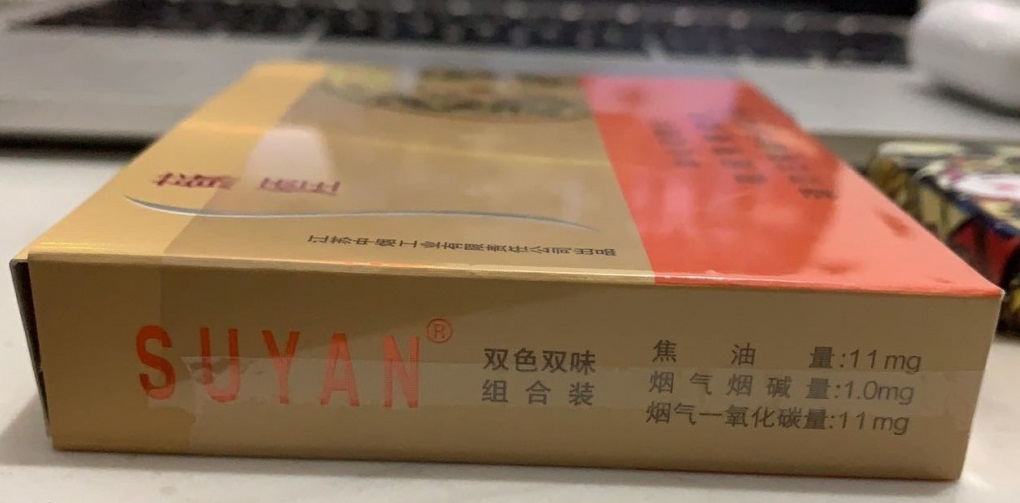 江苏中烟工业有限责任公司出品
SUYAN®
双色双味
组合装
焦油量:11mg
烟气烟碱量:1.0mg
烟气一氧化碳量:11mg